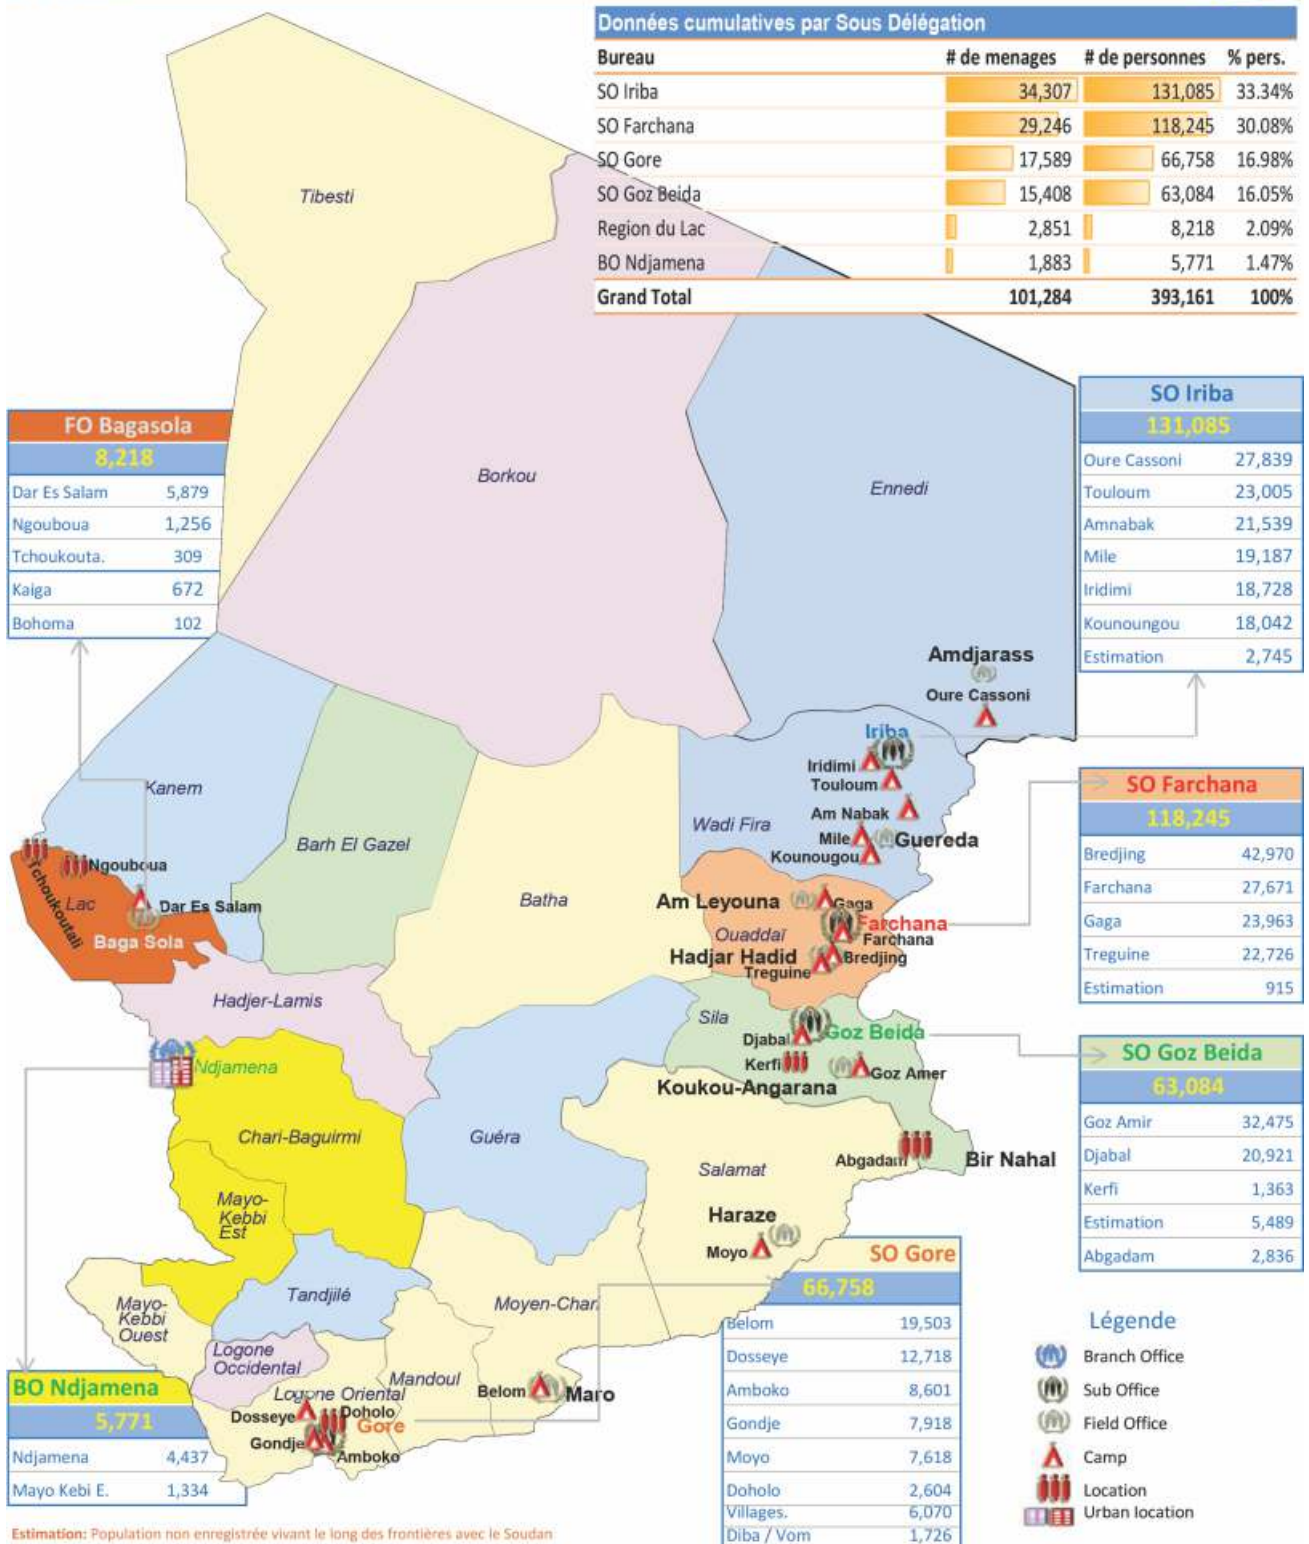 Données cumulatives par Sous Délégation
Bureau # de menages # de personnes % pers.
SO Iriba 34,307 131,085 33.34%
SO Farchana 29,246 118,245 30.08%
SO Gore 17,589 66,758 16.98%
SO Goz Beida 15,408 63,084 16.05%
Region du Lac 2,851 8,218 2.09%
BO Ndjamena 1,883 5,771 1.47%
Grand Total 101,284 393,161 100%
Tibesti
Borkou
Ennedi
FO Bagasola
8,218
Dar Es Salam 5,879
Ngouboua 1,256
Tchoukouta. 309
Kaiga 672
Bohoma 102
SO Iriba
131,085
Oure Cassoni 27,839
Touloum 23,005
Amnabak 21,539
Mile 19,187
Iridimi 18,728
Kounoungou 18,042
Estimation 2,745
Amdjarass
Oure Cassoni
Iriba
Iridimi
Touloum
Am Nabak
Wadi Fira
Mile
Guereda
Kounougou
Kanem
Barh El Gazel
Batha
Ngouboua
Tchoukoutali
Lac
Dar Es Salam
Baga Sola
Am Leyouna
Gaga
Farchana
Ouaddaï
Farchana
Hadjar Hadid
Bredjing
Treguine
SO Farchana
118,245
Bredjing 42,970
Farchana 27,671
Gaga 23,963
Treguine 22,726
Estimation 915
Hadjer-Lamis
Sila
Djabal
Goz Beida
Kerfi
Goz Amer
Koukou-Angarana
Ndjamena
Chari-Baguirmi
Guéra
Salamat
Abgadam
Bir Nahal
SO Goz Beida
63,084
Goz Amir 32,475
Djabal 20,921
Kerfi 1,363
Estimation 5,489
Abgadam 2,836
Mayo-
Kebbi
Est
Haraze
Moyo
Tandjilé
Moyen-Char
Mayo-
Kebbi
Ouest
Logone
Occidental
Mandoul
Logone Oriental
Belom
Maro
Dosseye
Doholo
Gore
Gondje
Amboko
SO Gore
66,758
Belom 19,503
Dosseye 12,718
Amboko 8,601
Gondje 7,918
Moyo 7,618
Doholo 2,604
Villages. 6,070
Diba / Vom 1,726
BO Ndjamena
5,771
Ndjamena 4,437
Mayo Kebi E. 1,334
Légende
Branch Office
Sub Office
Field Office
Camp
Location
Urban location
Estimation: Population non enregistrée vivant le long des frontières avec le Soudan